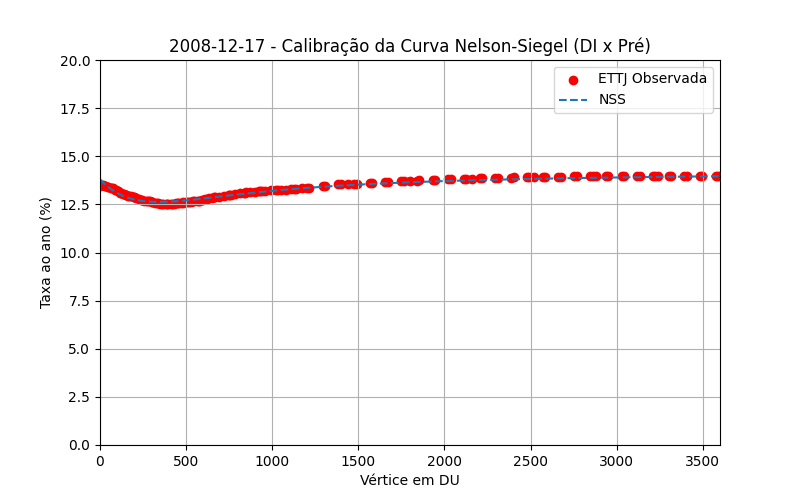 2008-12-17 - Calibração da Curva Nelson-Siegel (DI x Pré)
20.0
17.5
15.0
12.5
10.0
7.5
5.0
2.5
0.0
Taxa ao ano (%)
ETTJ Observada
NSS
0 500 1000 1500 2000 2500 3000 3500
Vértice em DU